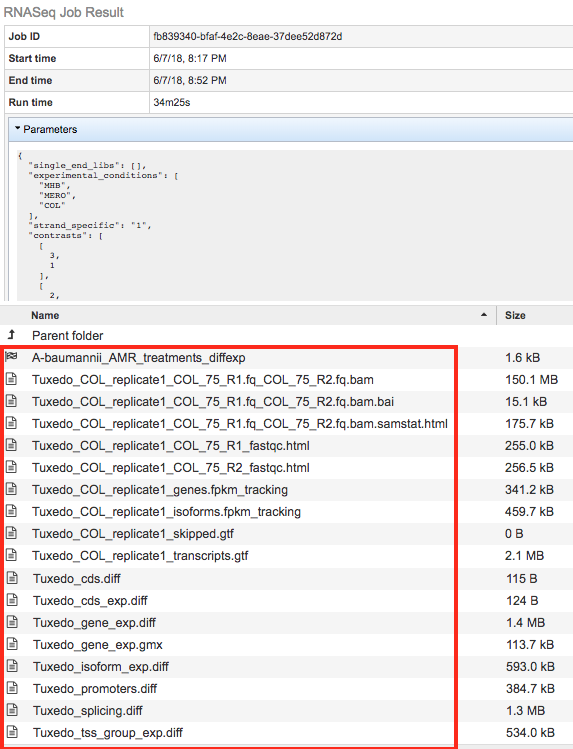 RNASeq Job Result
Job ID fb839340-bfaf-4e2c-8eae-37dee52d872d
Start time 6/7/18, 8:17 PM
End time 6/7/18, 8:52 PM
Run time 34m25s
Parameters
{
"single_end_libs": [],
"experimental_conditions": [
"MHB",
"MERO",
"COL"
],
"strand_specific": "1",
"contrasts": [
[
3,
1
],
[
2,
Name Size
Parent folder
A-baumannii_AMR_treatments_diffexp 1.6 kB
Tuxedo_COL_replicate1_COL_75_R1.fq_COL_75_R2.fq.bam 150.1 MB
Tuxedo_COL_replicate1_COL_75_R1.fq_COL_75_R2.fq.bam.bai 15.1 kB
Tuxedo_COL_replicate1_COL_75_R1.fq_COL_75_R2.fq.bam.samstat.html 175.7 kB
Tuxedo_COL_replicate1_COL_75_R1_fastqc.html 255.0 kB
Tuxedo_COL_replicate1_COL_75_R2_fastqc.html 256.5 kB
Tuxedo_COL_replicate1_genes.fpkm_tracking 341.2 kB
Tuxedo_COL_replicate1_isoforms.fpkm_tracking 459.7 kB
Tuxedo_COL_replicate1_skipped.gtf 0 B
Tuxedo_COL_replicate1_transcripts.gtf 2.1 MB
Tuxedo_cds.diff 115 B
Tuxedo_cds_exp.diff 124 B
Tuxedo_gene_exp.diff 1.4 MB
Tuxedo_gene_exp.gmx 113.7 kB
Tuxedo_isoform_exp.diff 593.0 kB
Tuxedo_promoters.diff 384.7 kB
Tuxedo_splicing.diff 1.3 MB
Tuxedo_tss_group_exp.diff 534.0 kB